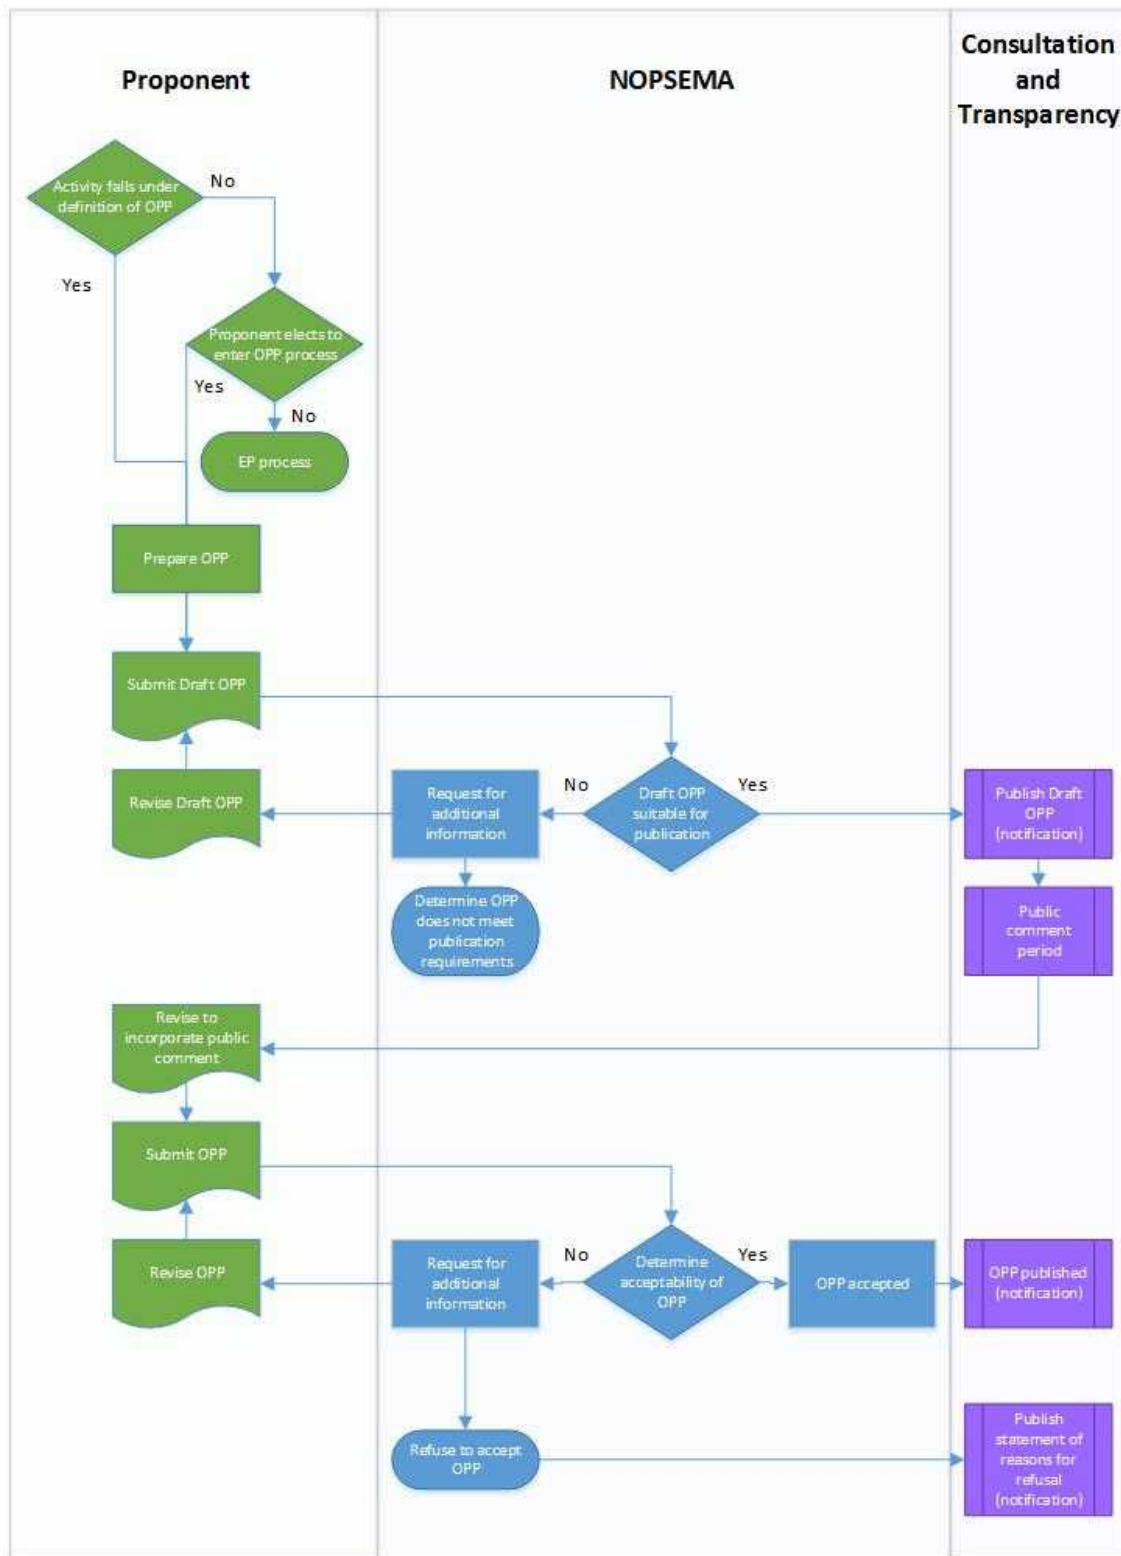 Proponent
NOPSEMA
Consultation
and
Transparency
Activity falls under
definition of OPP
No
Yes
Proponent elects to
enter OPP process
Yes
No
EP process
Prepare OPP
Submit Draft OPP
Revise Draft OPP
Request for
additional
information
No
Draft OPP
suitable for
publication
Yes
Publish Draft
OPP
(notification)
Determine OPP
does not meet
publication
requirements
Public
comment
period
Revise to
incorporate public
comment
Submit OPP
Revise OPP
Request for
additional
information
No
Determine
acceptability of
OPP
Yes
OPP accepted
OPP published
(notification)
Refuse to accept
OPP
Publish
statement of
reasons for
refusal
(notification)